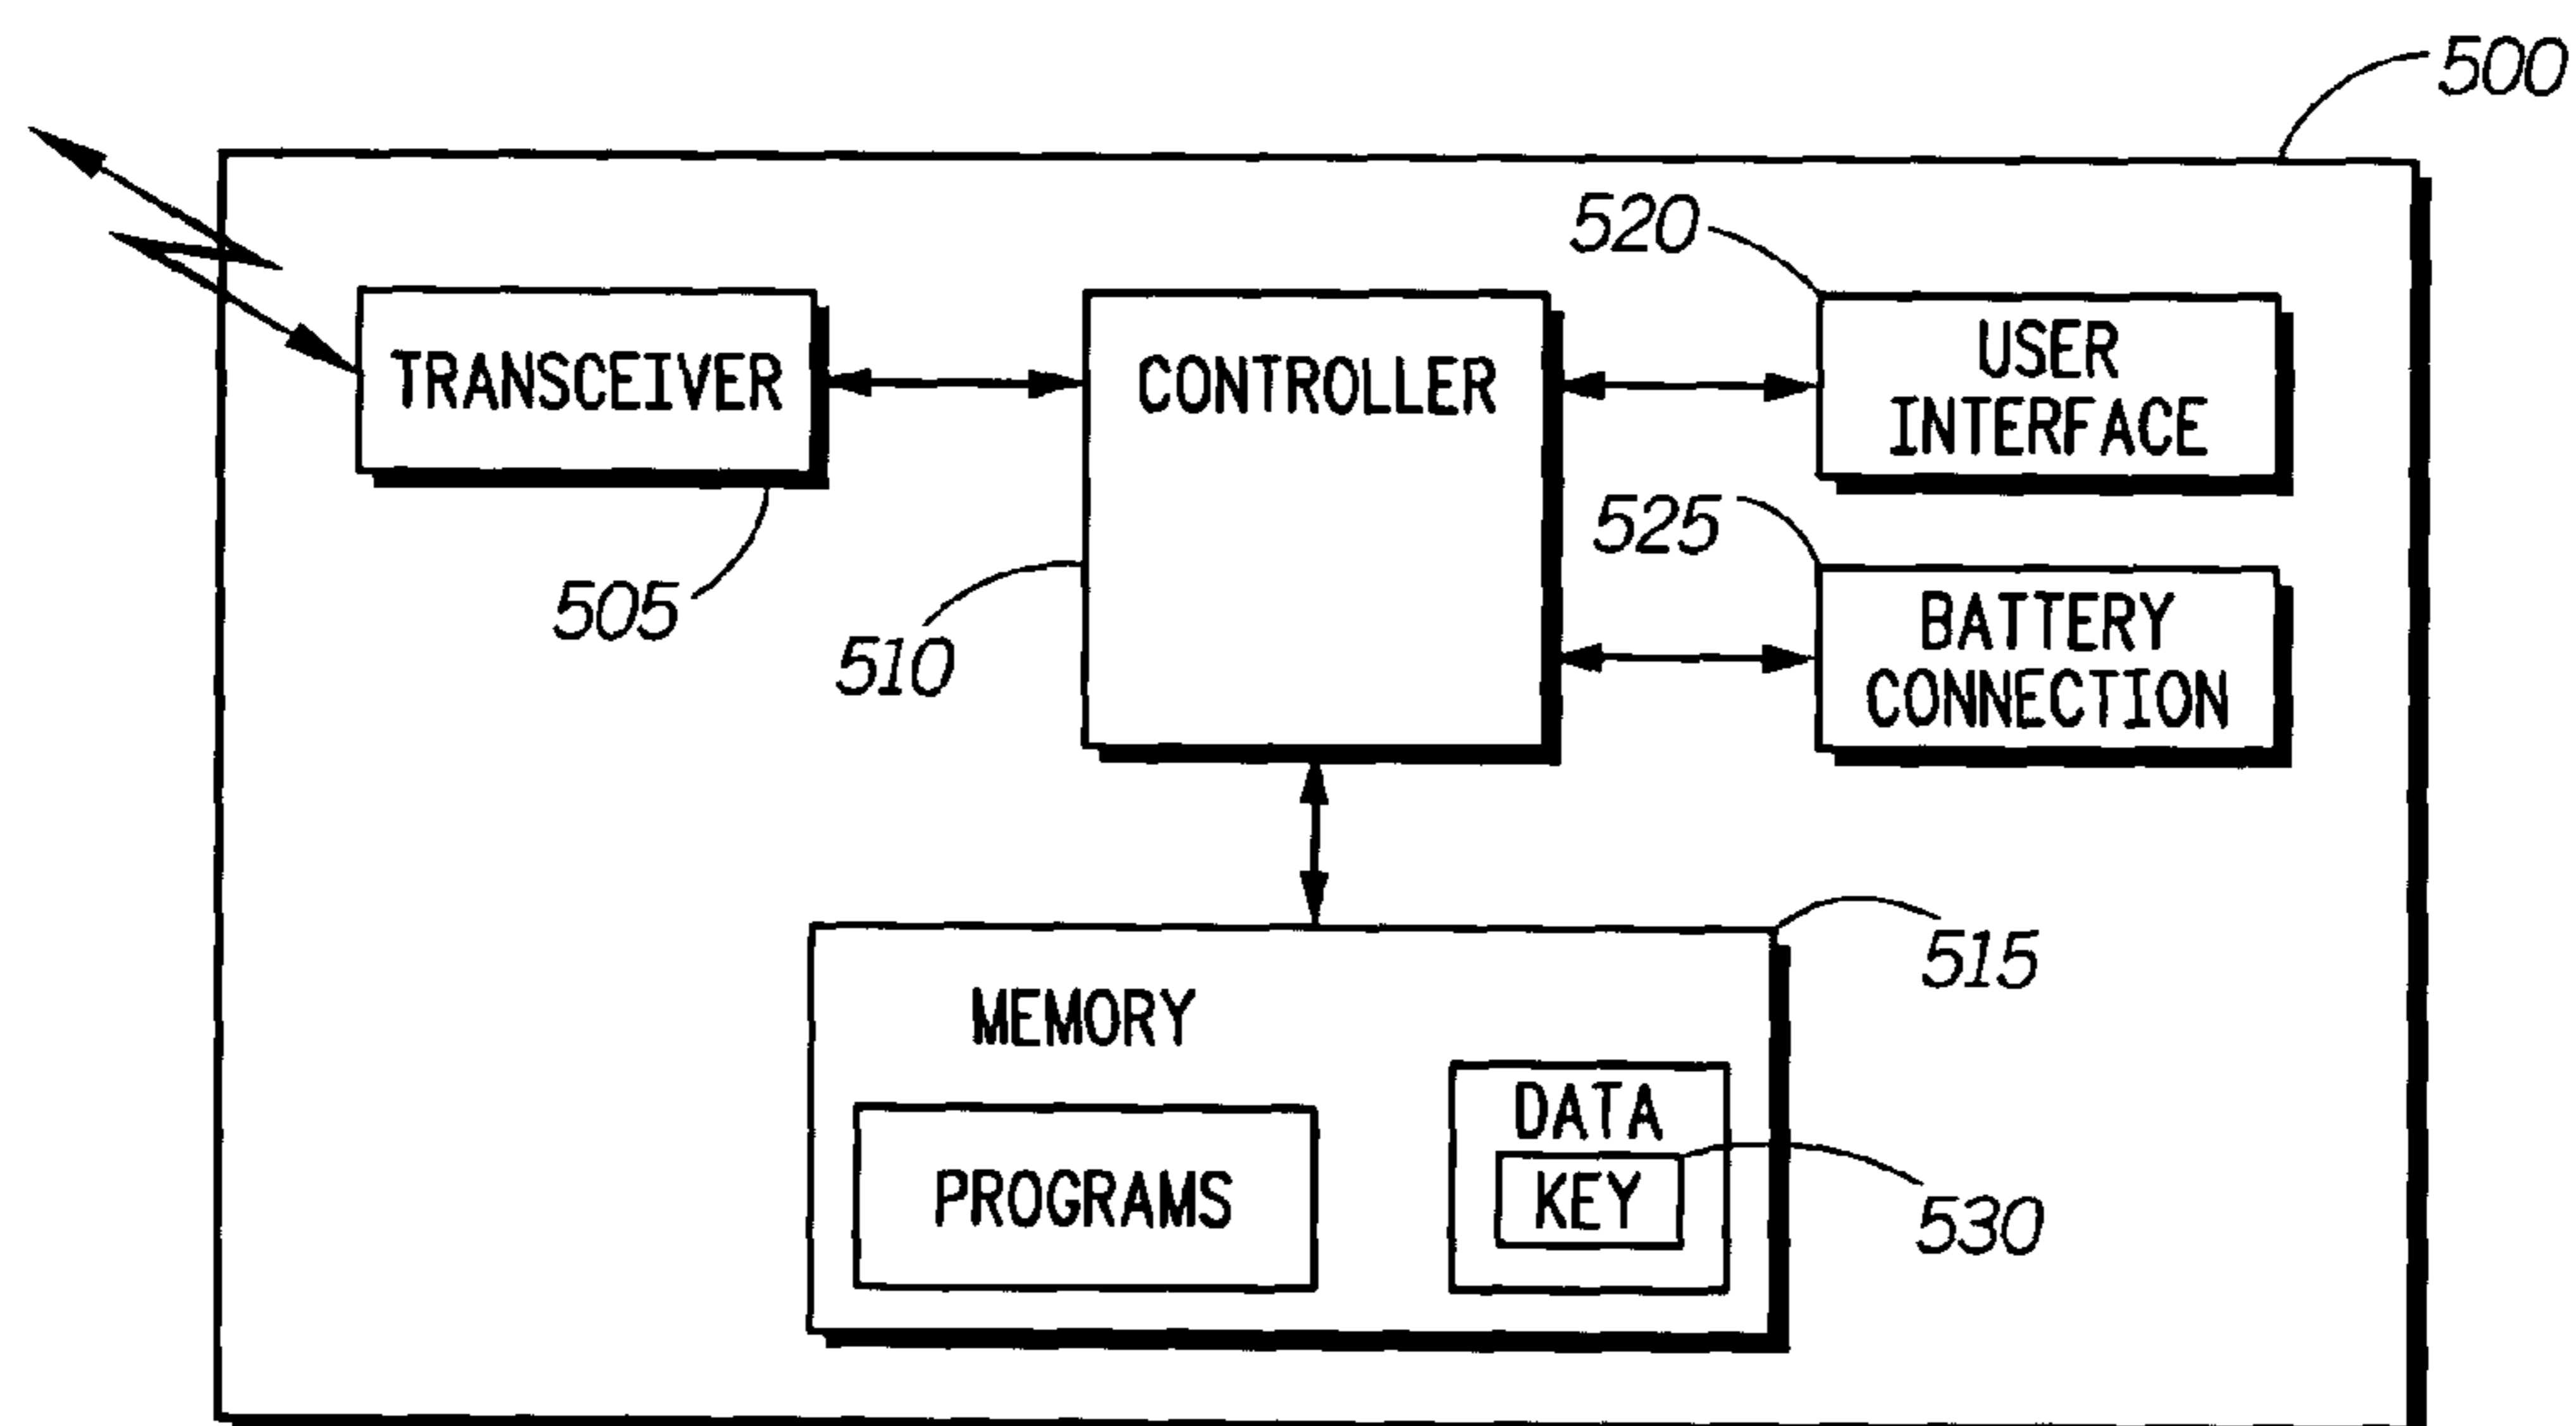 500
520
TRANSCEIVER
CONTROLLER
USER
INTERFACE
505
510
525
BATTERY
CONNECTION
515
MEMORY
PROGRAMS
DATA
KEY
530